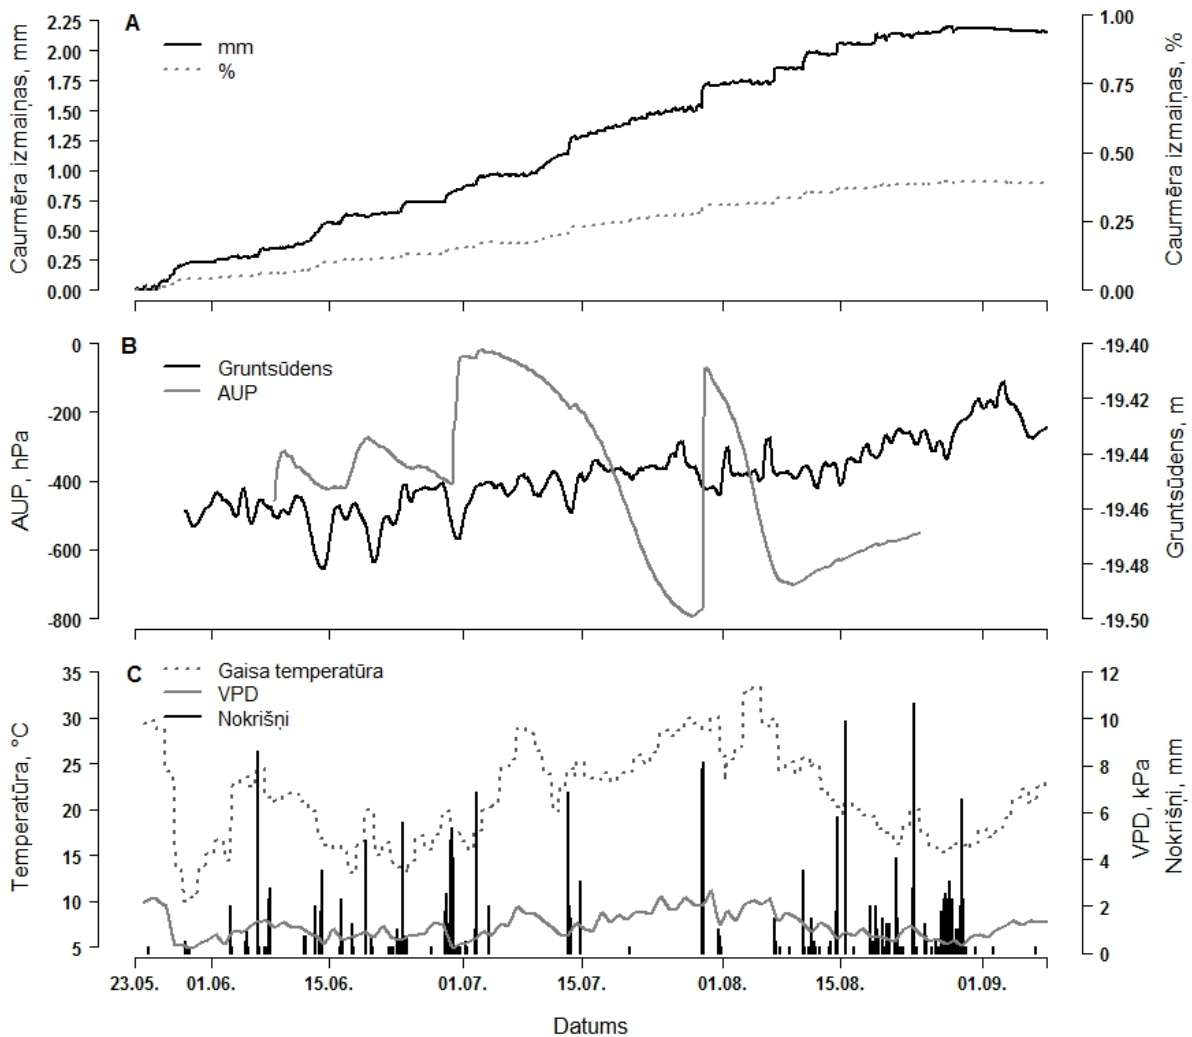 A
mm
%
Caurmēra izmaiņas, mm
2.25
2.00
1.75
1.50
1.25
1.00
0.75
0.50
0.25
0.00
1.00
0.75
0.50
0.25
0.00
Caurmēra izmaiņas, %
B
Gruntsūdens
AUP
AUP, hPa
0
-200
-400
-600
-800
-19.40
-19.42
-19.44
-19.46
-19.48
-19.50
Gruntsūdens, m
C
Gaisa temperatūra
VPD
Nokrišņi
Temperatūra, °C
35
30
25
20
15
10
5
12
10
8
6
4
2
0
VPD, kPa
Nokrišņi, mm
23.05. 01.06. 15.06. 01.07. 15.07. 01.08. 15.08. 01.09.
Datums